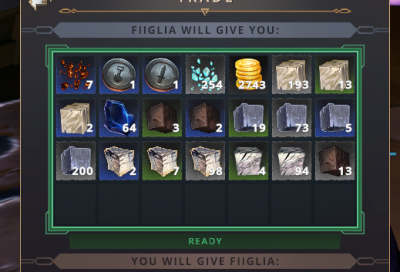 TRADE
FIIGLIA WILL GIVE YOU:
7 1 1 254 2743 193 13
2 64 3 2 19 73 5
200 2 7 98 4 94 13
READY
YOU WILL GIVE FIIGLIA: